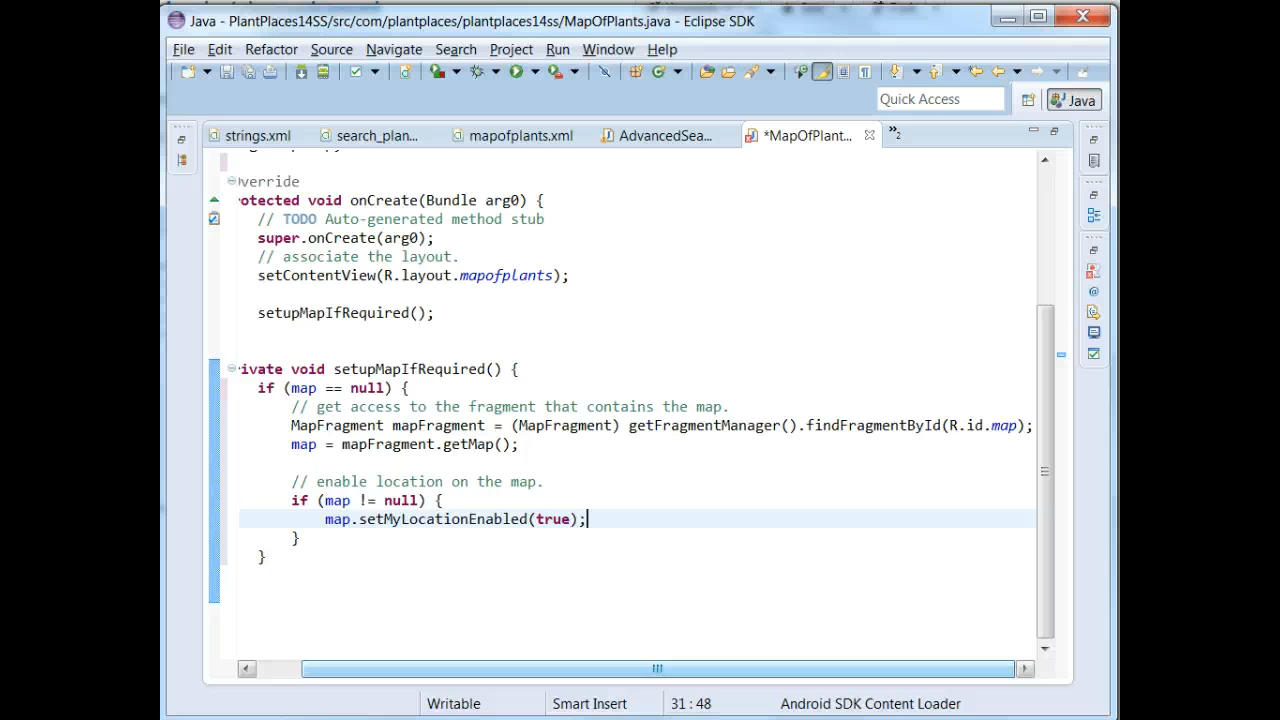 Java - PlantPlaces14SS/src/com/plantplaces/plantplaces14ss/MapOfPlants.java - Eclipse SDK
File Edit Refactor Source Navigate Search Project Run Window Help
Quick Access
Java
strings.xml search_plan... mapofplants.xml AdvancedSea... *MapOfPlant... »2
verride
otected void onCreate(Bundle arg0) {
// TODO Auto-generated method stub
super.onCreate(arg0);
// associate the layout.
setContentView(R.layout.mapofplants);
setupMapIfRequired();
ivate void setupMapIfRequired() {
if (map == null) {
// get access to the fragment that contains the map.
MapFragment mapFragment = (MapFragment) getFragmentManager().findFragmentById(R.id.map);
map = mapFragment.getMap();
// enable location on the map.
if (map != null) {
map.setMyLocationEnabled(true);
}
}
Writable Smart Insert 31 : 48 Android SDK Content Loader